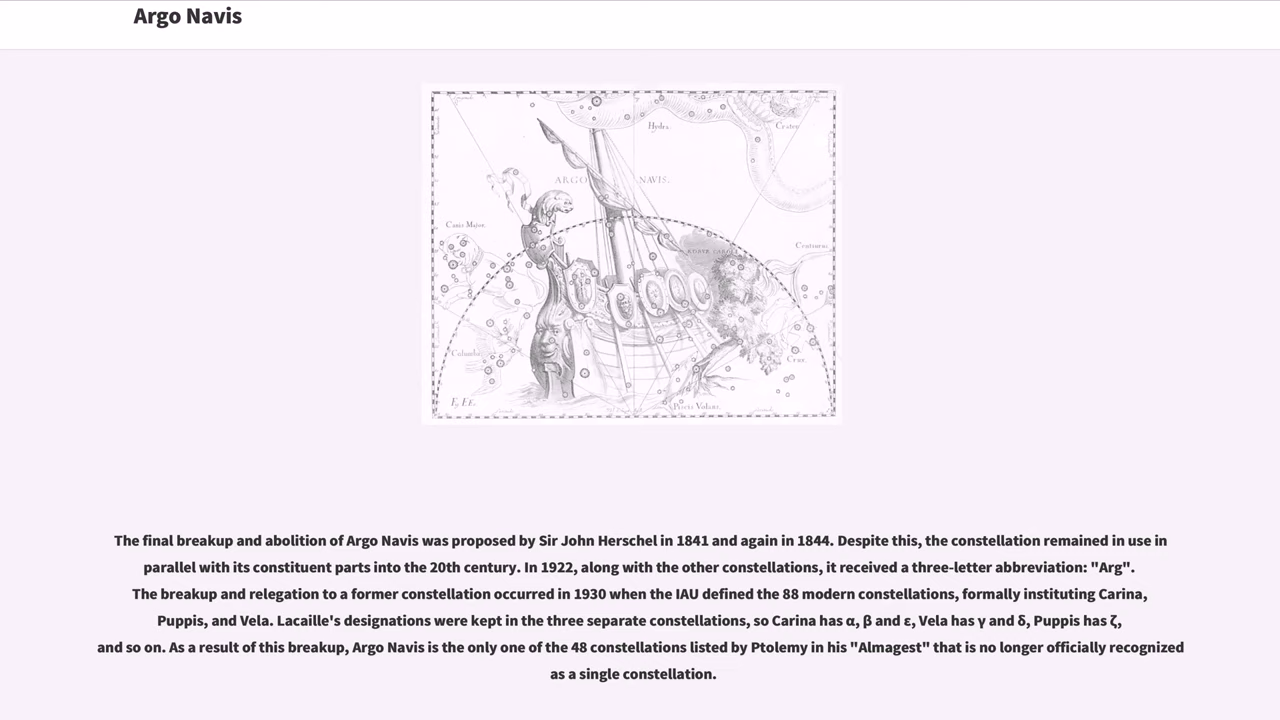 Argo Navis
Hydra.
Crater
ARGO NAVIS.
Canis Major.
Centaurus
Columba
Crux.
Piscis Volans.
The final breakup and abolition of Argo Navis was proposed by Sir John Herschel in 1841 and again in 1844. Despite this, the constellation remained in use in
parallel with its constituent parts into the 20th century. In 1922, along with the other constellations, it received a three-letter abbreviation: "Arg".
The breakup and relegation to a former constellation occurred in 1930 when the IAU defined the 88 modern constellations, formally instituting Carina,
Puppis, and Vela. Lacaille's designations were kept in the three separate constellations, so Carina has α, β and ε, Vela has γ and δ, Puppis has ζ,
and so on. As a result of this breakup, Argo Navis is the only one of the 48 constellations listed by Ptolemy in his "Almagest" that is no longer officially recognized
as a single constellation.